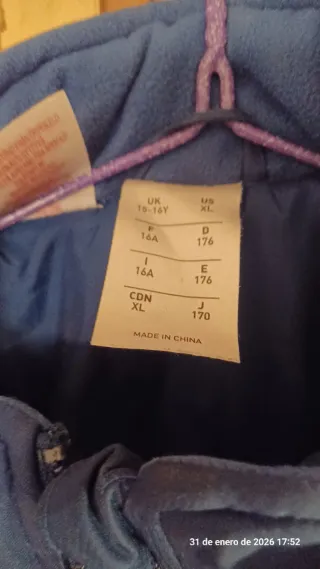 UK US
15-16Y XL
F D
16A 176
I E
16A 176
CDN J
XL 170
MADE IN CHINA
31 de enero de 2026 17:52